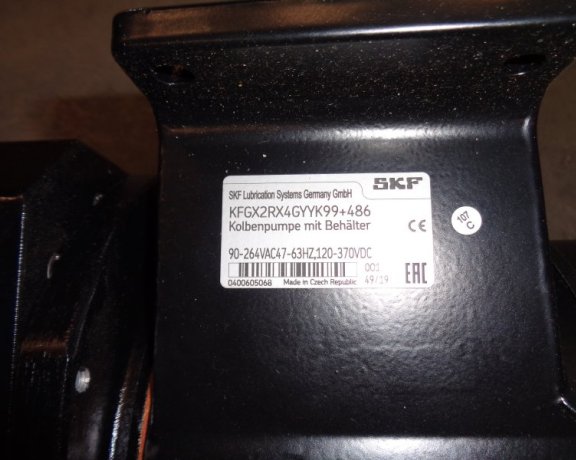 SKF Lubrication Systems Germany GmbH
SKF
KFGX2RX4GYYK99+486
Kolbenpumpe mit Behälter
CE
107
C
90-264VAC47-63HZ,120-370VDC
001
0400605068
Made in Czech Republic
49/19
EAC